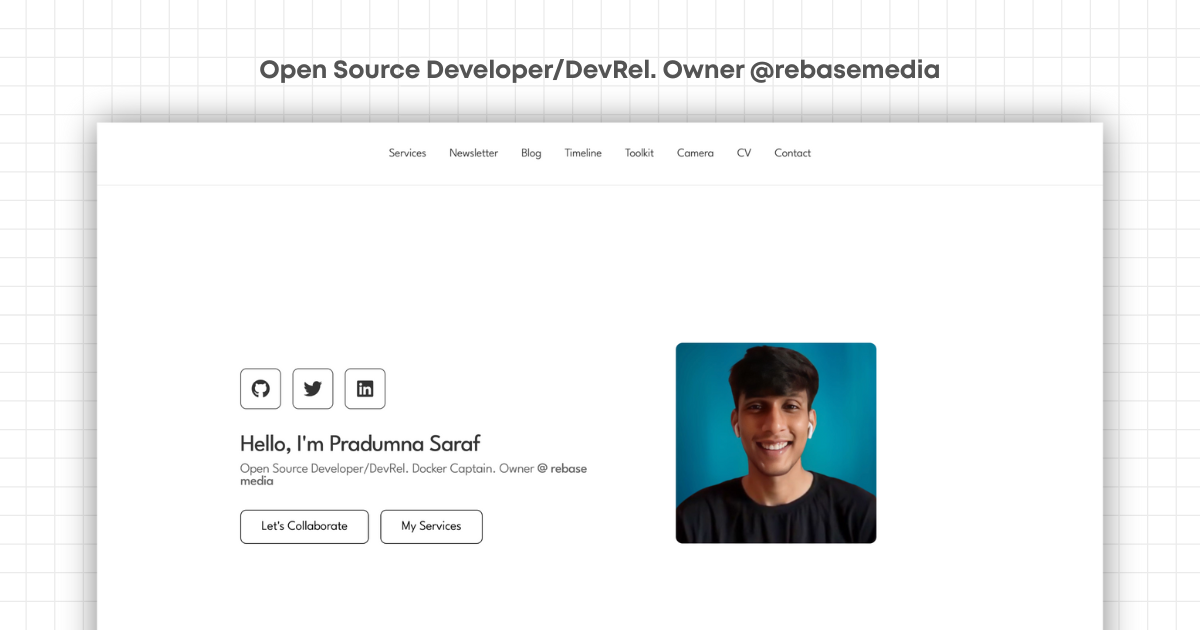 Open Source Developer/DevRel. Owner @rebasemedia
Services Newsletter Blog Timeline Toolkit Camera CV Contact
Hello, I'm Pradumna Saraf
Open Source Developer/DevRel. Docker Captain. Owner @ rebase
media
Let's Collaborate My Services